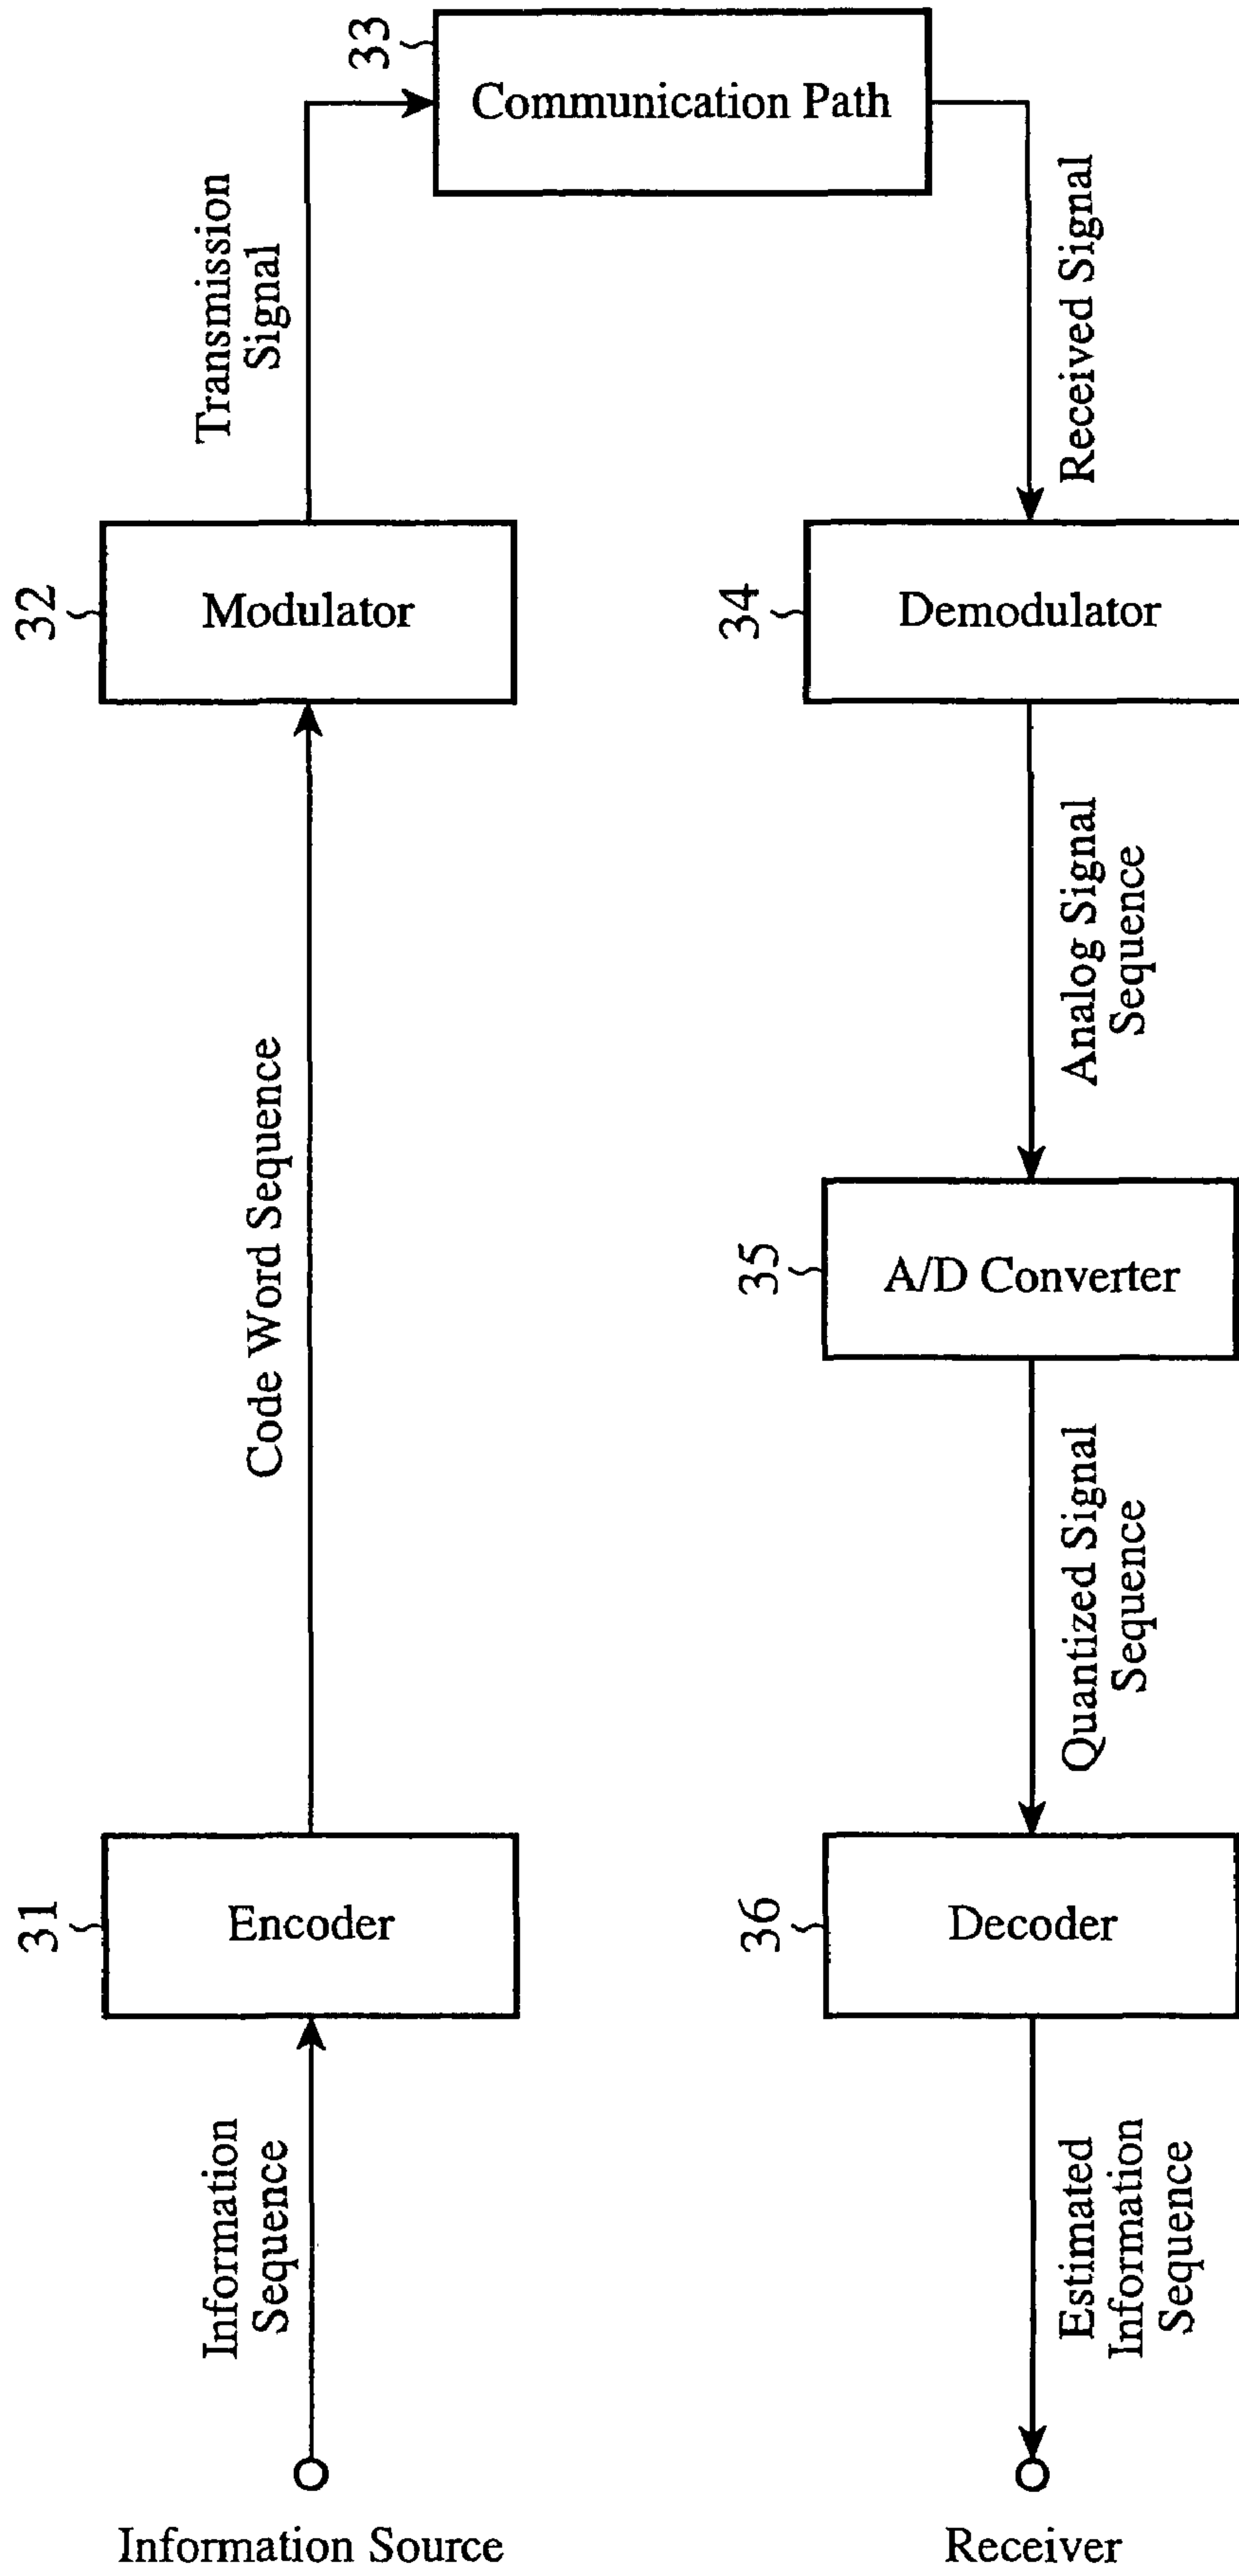 33
Communication Path
Transmission
Signal
Received Signal
32
Modulator
34
Demodulator
Code Word Sequence
Analog Signal
Sequence
35
A/D Converter
Quantized Signal
Sequence
31
Encoder
36
Decoder
Information
Sequence
Estimated
Information
Sequence
Information Source
Receiver